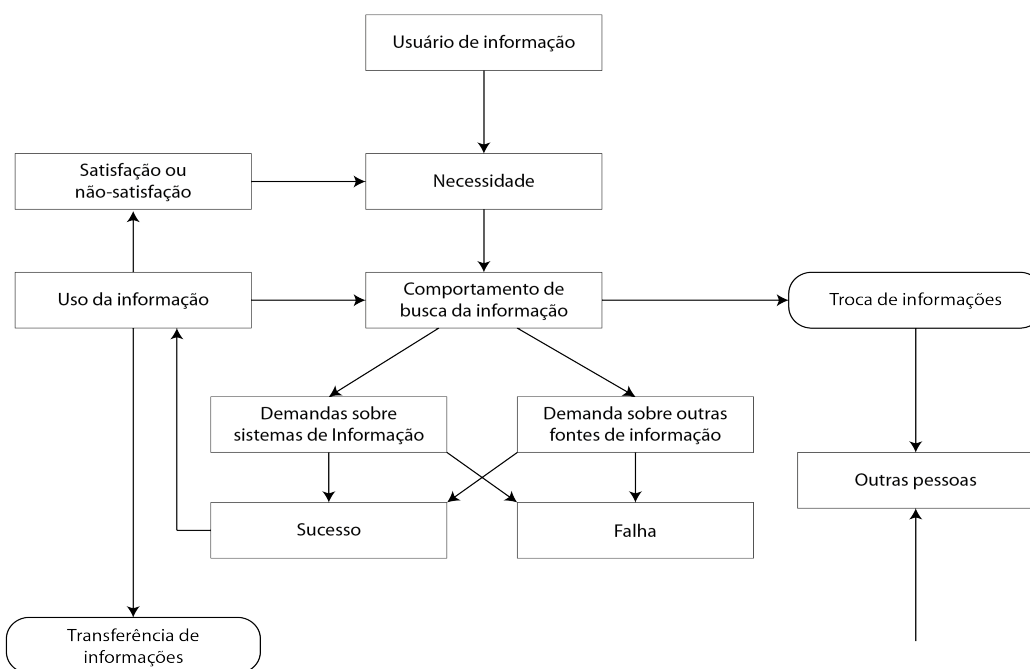 Usuário de informação
Satisfação ou
não-satisfação
Necessidade
Uso da informação
Comportamento de
busca da informação
Troca de informações
Demandas sobre
sistemas de Informação
Demanda sobre outras
fontes de informação
Outras pessoas
Sucesso
Falha
Transferência de
informações